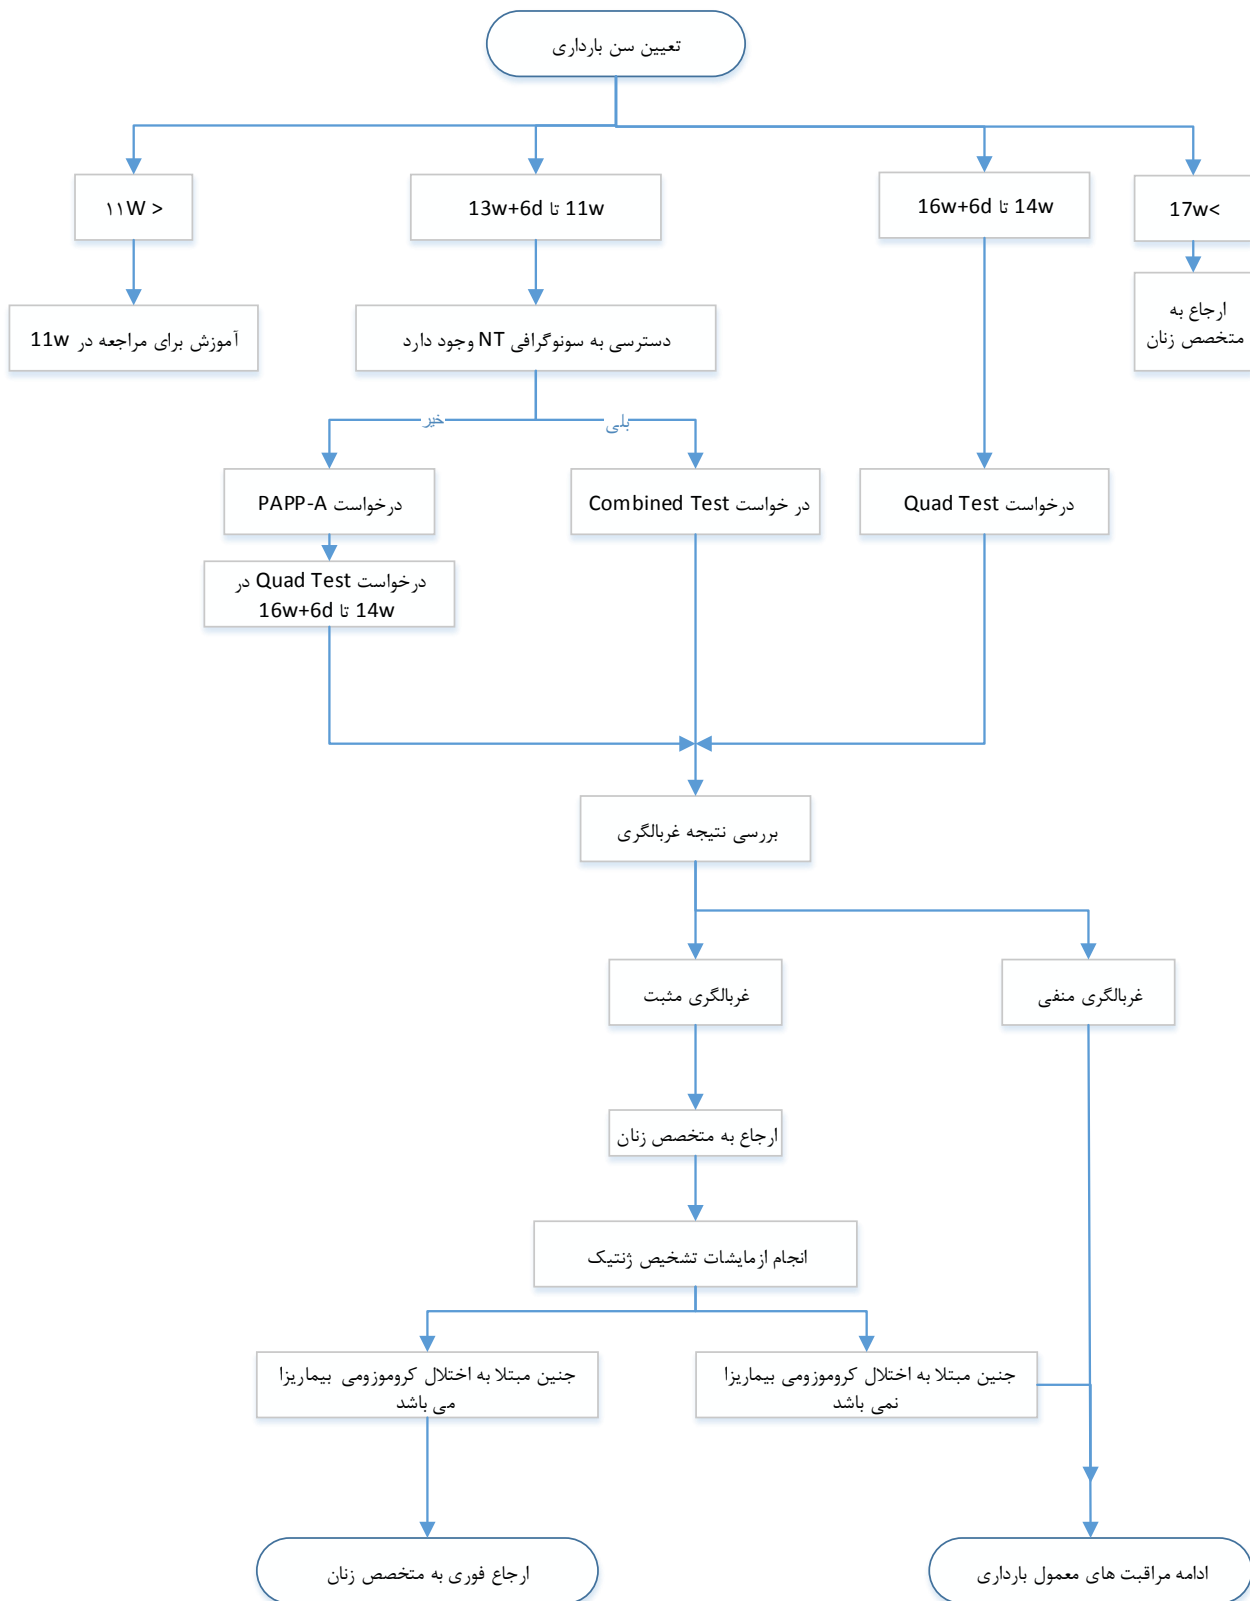 تعیین سن بارداری
۱۱W >
11w تا 13w+6d
14w تا 16w+6d
17w<
آموزش برای مراجعه در 11w
دسترسی به سونوگرافی NT وجود دارد
ارجاع به
متخصص زنان
خیر
بلی
درخواست PAPP-A
در خواست Combined Test
درخواست Quad Test
درخواست Quad Test در
14w تا 16w+6d
بررسی نتیجه غربالگری
غربالگری مثبت
غربالگری منفی
ارجاع به متخصص زنان
انجام ازمایشات تشخیص ژنتیک
جنین مبتلا به اختلال کروموزومی بیماریزا
می باشد
جنین مبتلا به اختلال کروموزومی بیماریزا
نمی باشد
ارجاع فوری به متخصص زنان
ادامه مراقبت های معمول بارداری